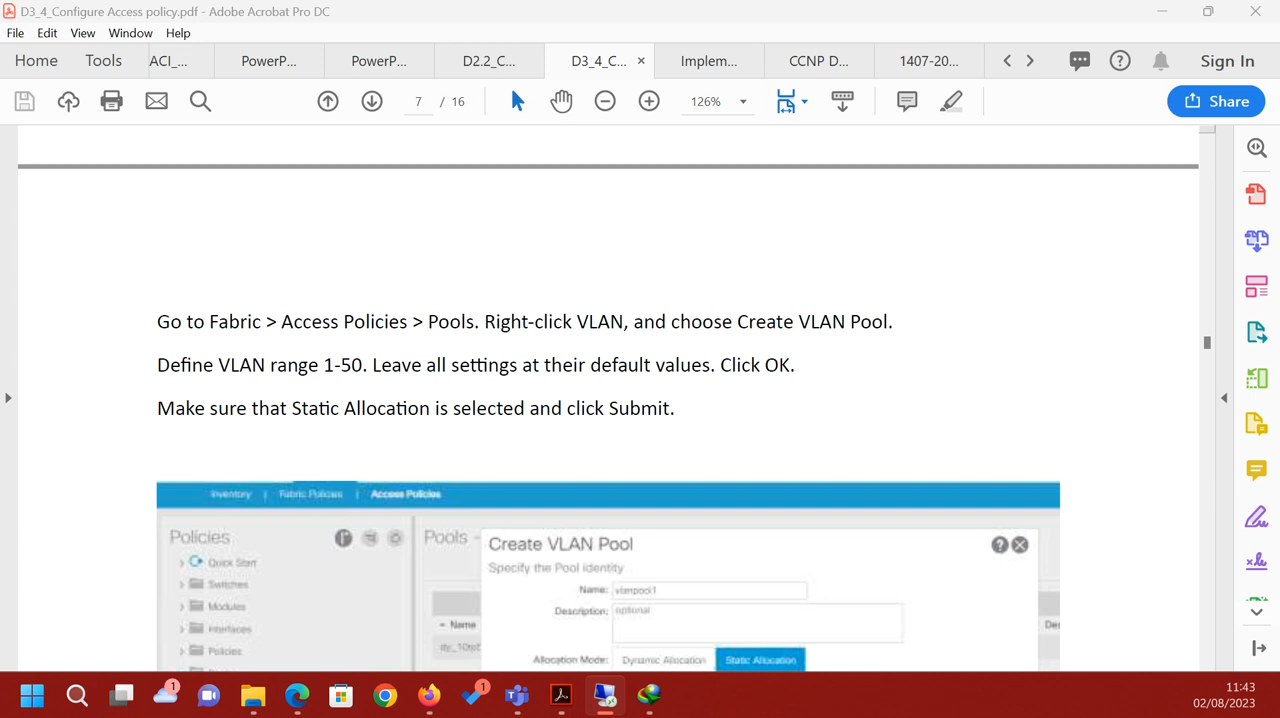 D3_4_Configure Access policy.pdf - Adobe Acrobat Pro DC
File Edit View Window Help
Home Tools ACI_... PowerP... PowerP... D2.2_C... D3_4_C... × Implem... CCNP D... 1407-20... Sign In
7 / 16 126% Share
Go to Fabric > Access Policies > Pools. Right-click VLAN, and choose Create VLAN Pool.
Define VLAN range 1-50. Leave all settings at their default values. Click OK.
Make sure that Static Allocation is selected and click Submit.
Inventory | Fabric Policies | Access Policies
Policies Pools - Create VLAN Pool
Quick Start Specify the Pool Identity
Switches Name: vlanpool1
Modules Description: optional
Interfaces Name
Policies Allocation Mode: Dynamic Allocation Static Allocation
1 1
11:43
02/08/2023